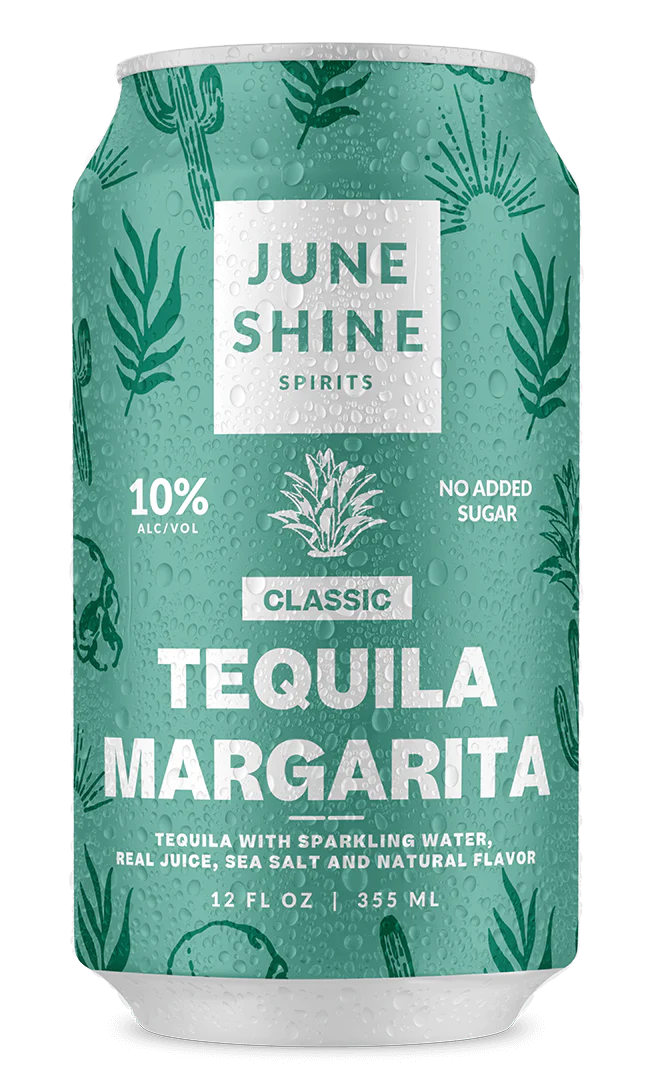 JUNE
SHINE
SPIRITS
10%
ALC/VOL
NO ADDED
SUGAR
CLASSIC
TEQUILA
MARGARITA
TEQUILA WITH SPARKLING WATER,
REAL JUICE, SEA SALT AND NATURAL FLAVOR
12 FL OZ | 355 ML